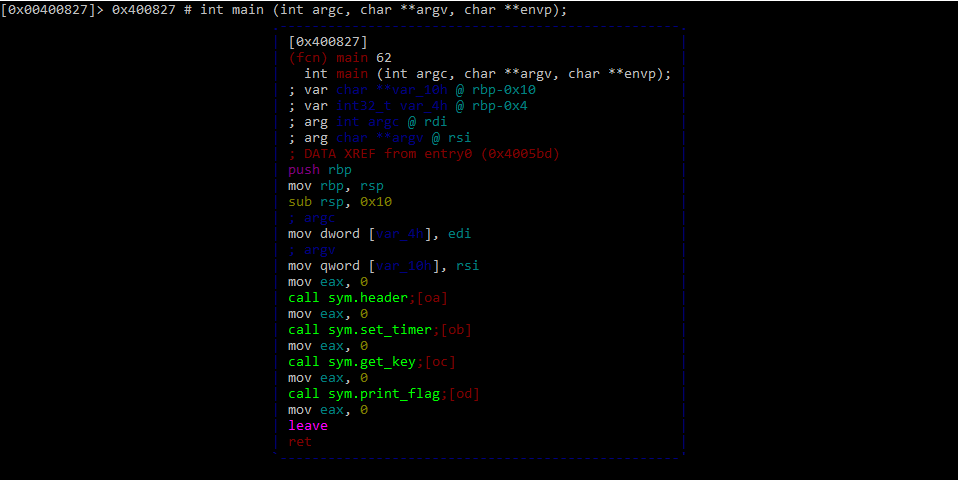 [0x00400827]> 0x400827 # int main (int argc, char **argv, char **envp);
[0x400827]
(fcn) main 62
int main (int argc, char **argv, char **envp);
; var char **var_10h @ rbp-0x10
; var int32_t var_4h @ rbp-0x4
; arg int argc @ rdi
; arg char **argv @ rsi
; DATA XREF from entry0 (0x4005bd)
push rbp
mov rbp, rsp
sub rsp, 0x10
; argc
mov dword [var_4h], edi
; argv
mov qword [var_10h], rsi
mov eax, 0
call sym.header;[oa]
mov eax, 0
call sym.set_timer;[ob]
mov eax, 0
call sym.get_key;[oc]
mov eax, 0
call sym.print_flag;[od]
mov eax, 0
leave
ret